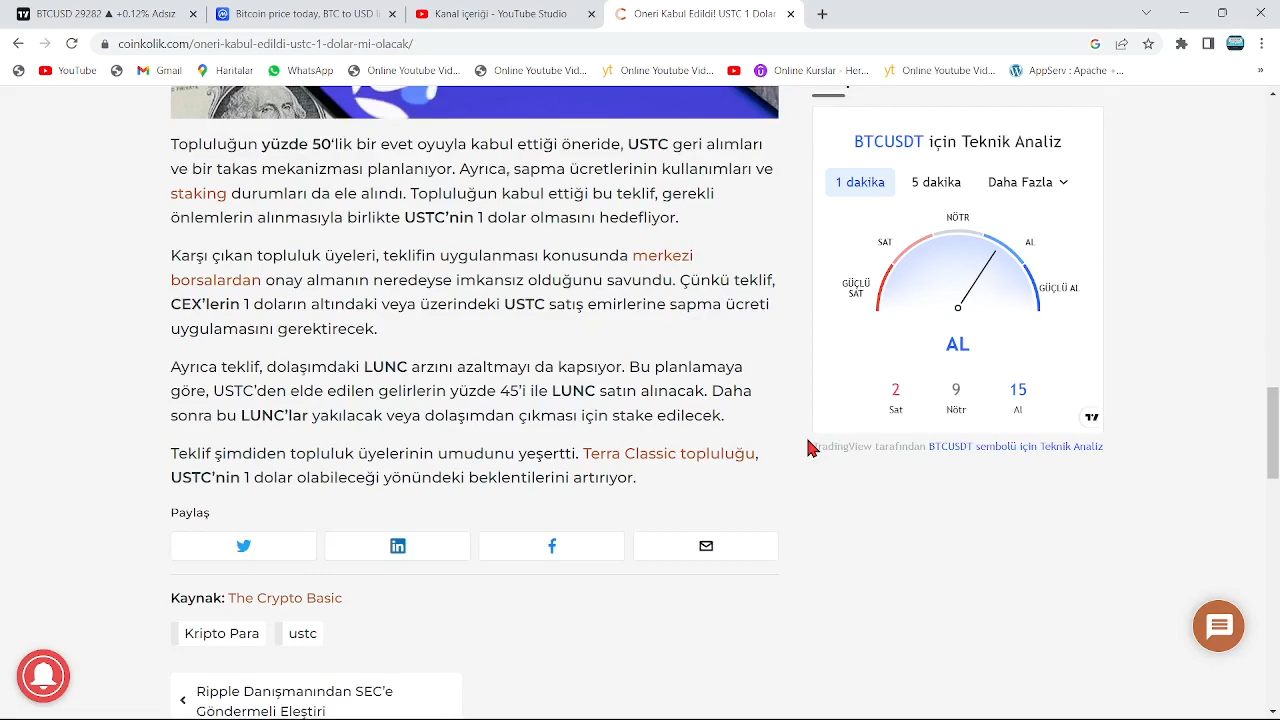 BTCUSD 29287 ▲ +0.12% Adsız
Bitcoin price today, BTC to USD li
Kanal içeriği - YouTube Studio
Öneri Kabul Edildi! USTC 1 Dolar
coinkolik.com/oneri-kabul-edildi-ustc-1-dolar-mi-olacak/
YouTube
Gmail
Haritalar
WhatsApp
Online Youtube Vid...
Online Youtube Vid...
Online Youtube Vid...
Online Kurslar - Her...
Online Youtube Vid...
AppServ : Apache +...
»
Topluluğun yüzde 50'lik bir evet oyuyla kabul ettiği öneride, USTC geri alımları
ve bir takas mekanizması planlanıyor. Ayrıca, sapma ücretlerinin kullanımları ve
staking durumları da ele alındı. Topluluğun kabul ettiği bu teklif, gerekli
önlemlerin alınmasıyla birlikte USTC’nin 1 dolar olmasını hedefliyor.
Karşı çıkan topluluk üyeleri, teklifin uygulanması konusunda merkezi
borsalardan onay almanın neredeyse imkansız olduğunu savundu. Çünkü teklif,
CEX’lerin 1 doların altındaki veya üzerindeki USTC satış emirlerine sapma ücreti
uygulamasını gerektirecek.
Ayrıca teklif, dolaşımdaki LUNC arzını azaltmayı da kapsıyor. Bu planlamaya
göre, USTC’den elde edilen gelirlerin yüzde 45’i ile LUNC satın alınacak. Daha
sonra bu LUNC’lar yakılacak veya dolaşımdan çıkması için stake edilecek.
Teklif şimdiden topluluk üyelerinin umudunu yeşertti. Terra Classic topluluğu,
USTC’nin 1 dolar olabileceği yönündeki beklentilerini artırıyor.
Paylaş
Kaynak: The Crypto Basic
Kripto Para
ustc
Ripple Danışmanından SEC’e
Göndermeli Eleştiri
BTCUSDT için Teknik Analiz
1 dakika
5 dakika
Daha Fazla
NÖTR
SAT
AL
GÜÇLÜ
SAT
GÜÇLÜ AL
AL
2
9
15
Sat
Nötr
Al
TradingView tarafından BTCUSDT sembolü için Teknik Analiz